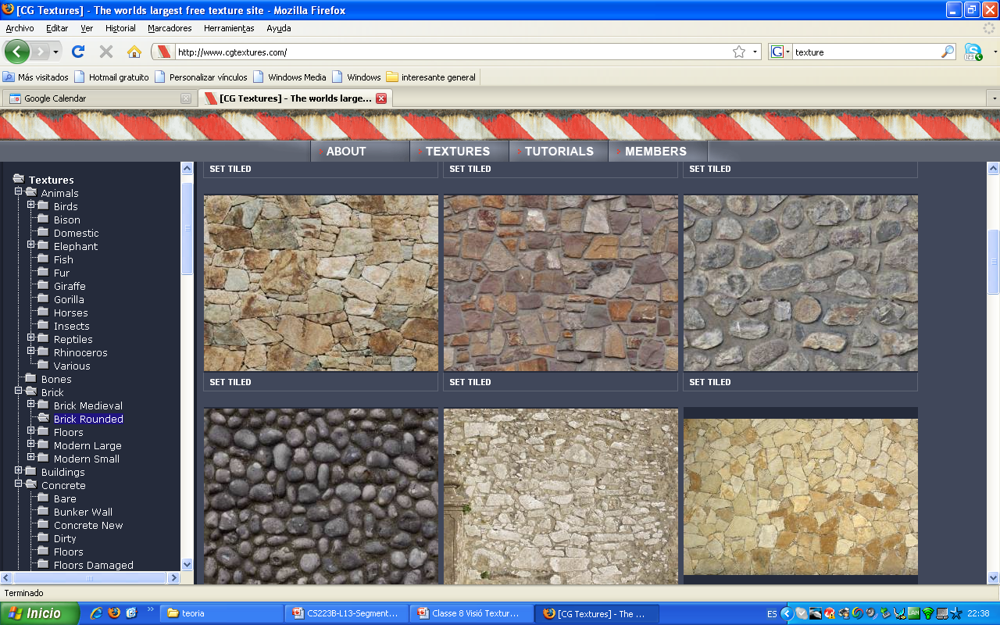 [CG Textures] - The worlds largest free texture site - Mozilla Firefox
Archivo Editar Ver Historial Marcadores Herramientas Ayuda
http://www.cgtextures.com/ G texture
Más visitados Hotmail gratuito Personalizar vínculos Windows Media Windows interesante general
Google Calendar [CG Textures] - The worlds large...
ABOUT TEXTURES TUTORIALS MEMBERS
SET TILED SET TILED SET TILED
Textures
Animals
Birds
Bison
Domestic
Elephant
Fish
Fur
Giraffe
Gorilla
Horses
Insects
Reptiles
Rhinoceros
Various
Bones
Brick
Brick Medieval
Brick Rounded
Floors
Modern Large
Modern Small
Buildings
Concrete
Bare
Bunker Wall
Concrete New
Dirty
Floors
Floors Damaged
SET TILED SET TILED SET TILED
Terminado
Inicio teoria CS223B-L13-Segment... Classe 8 Visió Textur... [CG Textures] - The ... ES 22:38